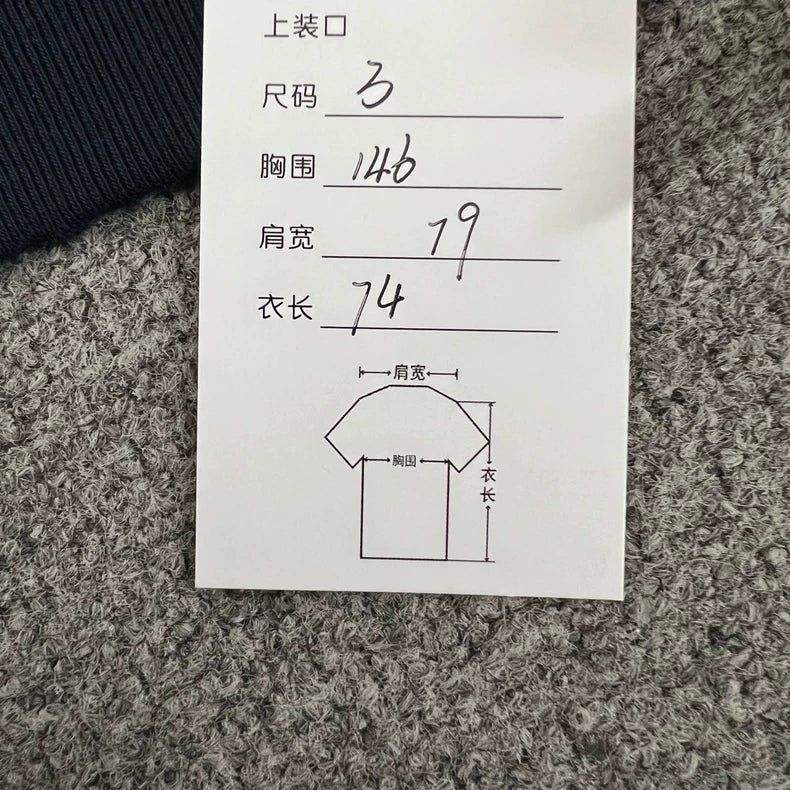 上装口
尺码 3
胸围 146
肩宽 79
衣长 74
肩宽
胸围
衣长